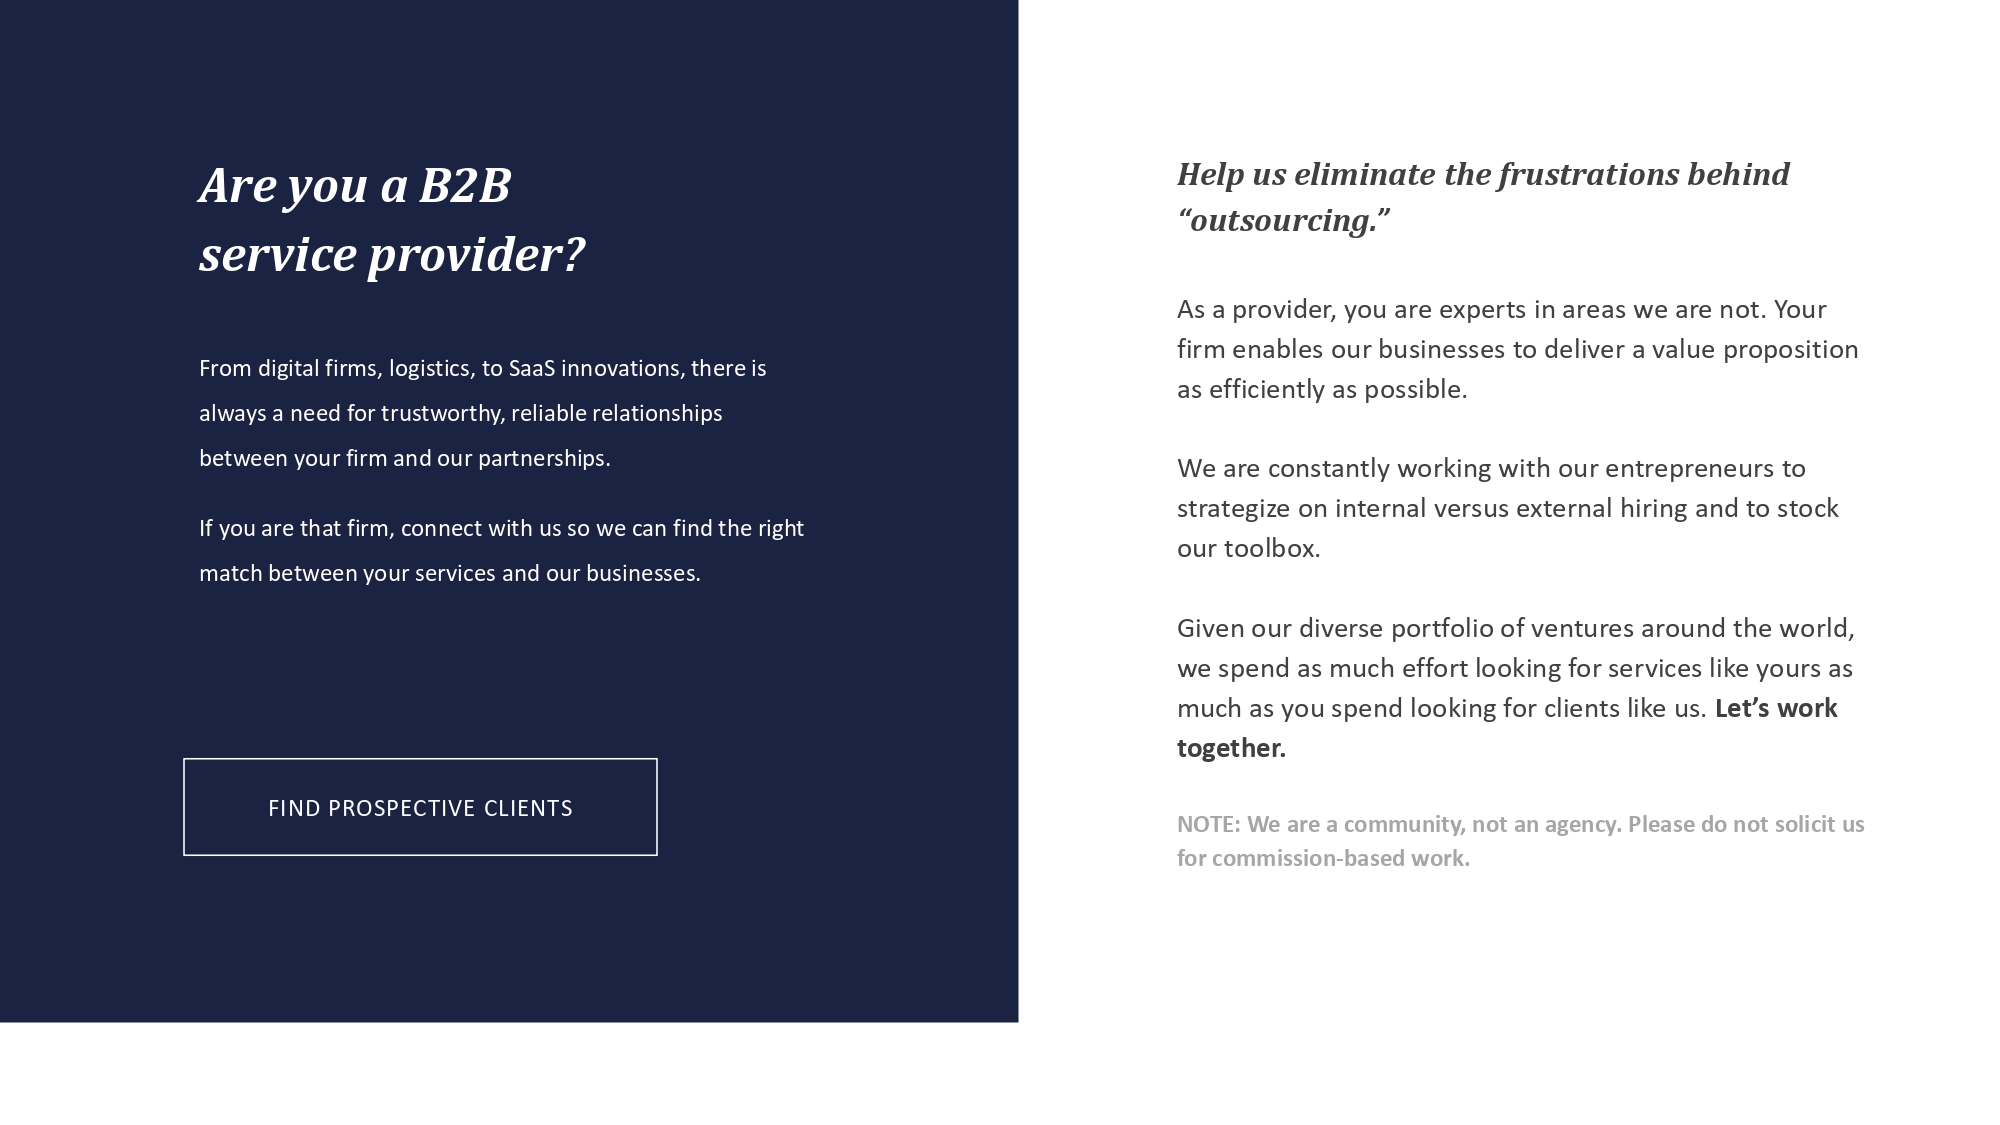 Are you a B2B
service provider?
From digital firms, logistics, to SaaS innovations, there is
always a need for trustworthy, reliable relationships
between your firm and our partnerships.
If you are that firm, connect with us so we can find the right
match between your services and our businesses.
FIND PROSPECTIVE CLIENTS
Help us eliminate the frustrations behind
“outsourcing.”
As a provider, you are experts in areas we are not. Your
firm enables our businesses to deliver a value proposition
as efficiently as possible.
We are constantly working with our entrepreneurs to
strategize on internal versus external hiring and to stock
our toolbox.
Given our diverse portfolio of ventures around the world,
we spend as much effort looking for services like yours as
much as you spend looking for clients like us. Let’s work
together.
NOTE: We are a community, not an agency. Please do not solicit us
for commission-based work.